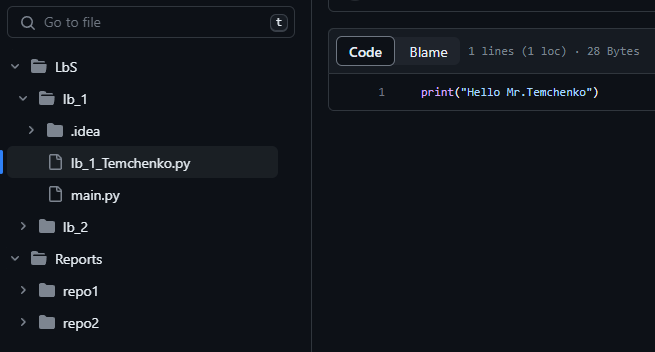 Go to file
t
LbS
lb_1
.idea
lb_1_Temchenko.py
main.py
lb_2
Reports
repo1
repo2
Code Blame 1 lines (1 loc) · 28 Bytes
1 print("Hello Mr.Temchenko")